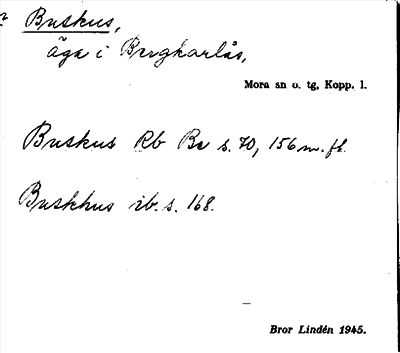 Buskus,
äga i Bergkarlås,
Mora sn o. tg, Kopp. l.
Buskus Rb Be s. 70, 156 m. fl.
Buskhus ib. s. 168.
Bror Lindén 1945.